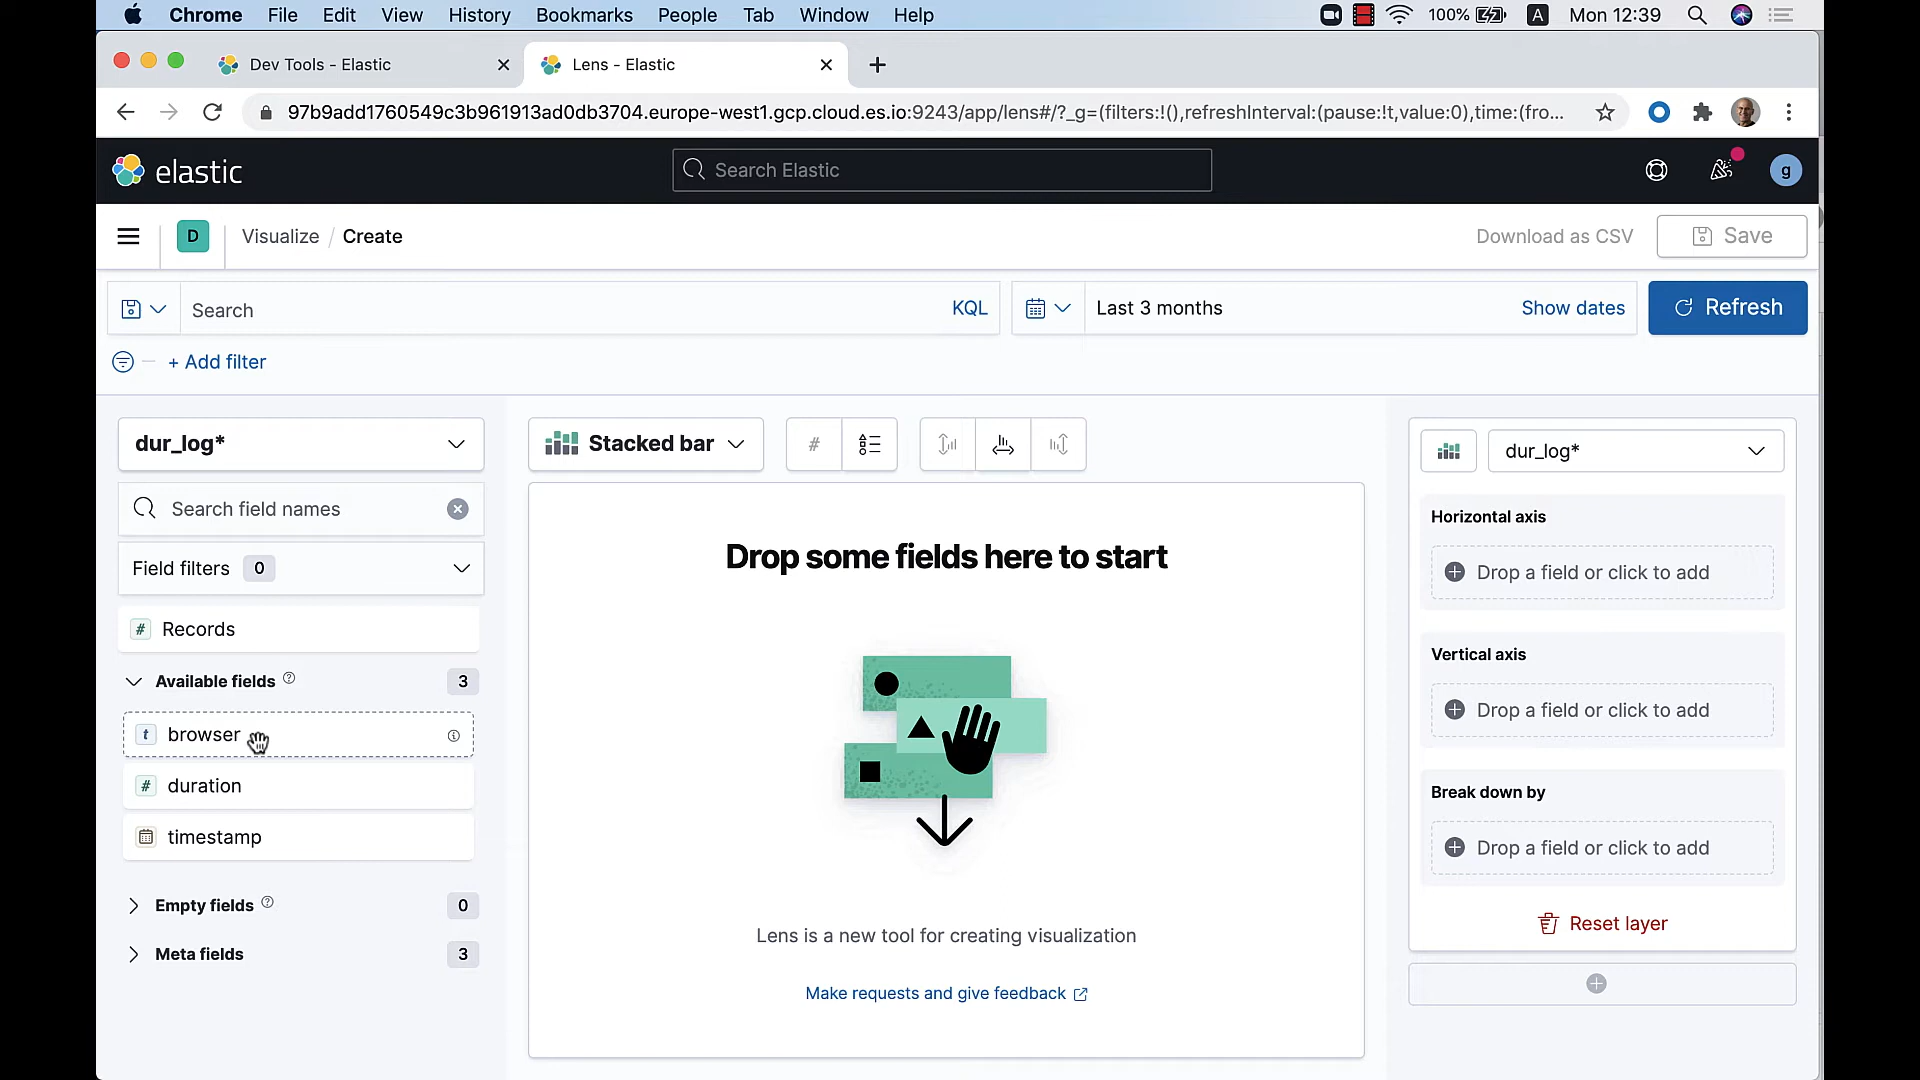 Chrome File Edit View History Bookmarks People Tab Window Help 100% A Mon 12:39
Dev Tools - Elastic Lens - Elastic
97b9add1760549c3b961913ad0db3704.europe-west1.gcp.cloud.es.io:9243/app/lens#/?_g=(filters:!(),refreshInterval:(pause:!t,value:0),time:(fro...
elastic Search Elastic g
D Visualize / Create Download as CSV Save
Search KQL Last 3 months Show dates Refresh
+ Add filter
dur_log* Stacked bar # dur_log*
Search field names
Field filters 0
# Records
Available fields 3
t browser
# duration
timestamp
Empty fields 0
Meta fields 3
Drop some fields here to start
Lens is a new tool for creating visualization
Make requests and give feedback
Horizontal axis
Drop a field or click to add
Vertical axis
Drop a field or click to add
Break down by
Drop a field or click to add
Reset layer